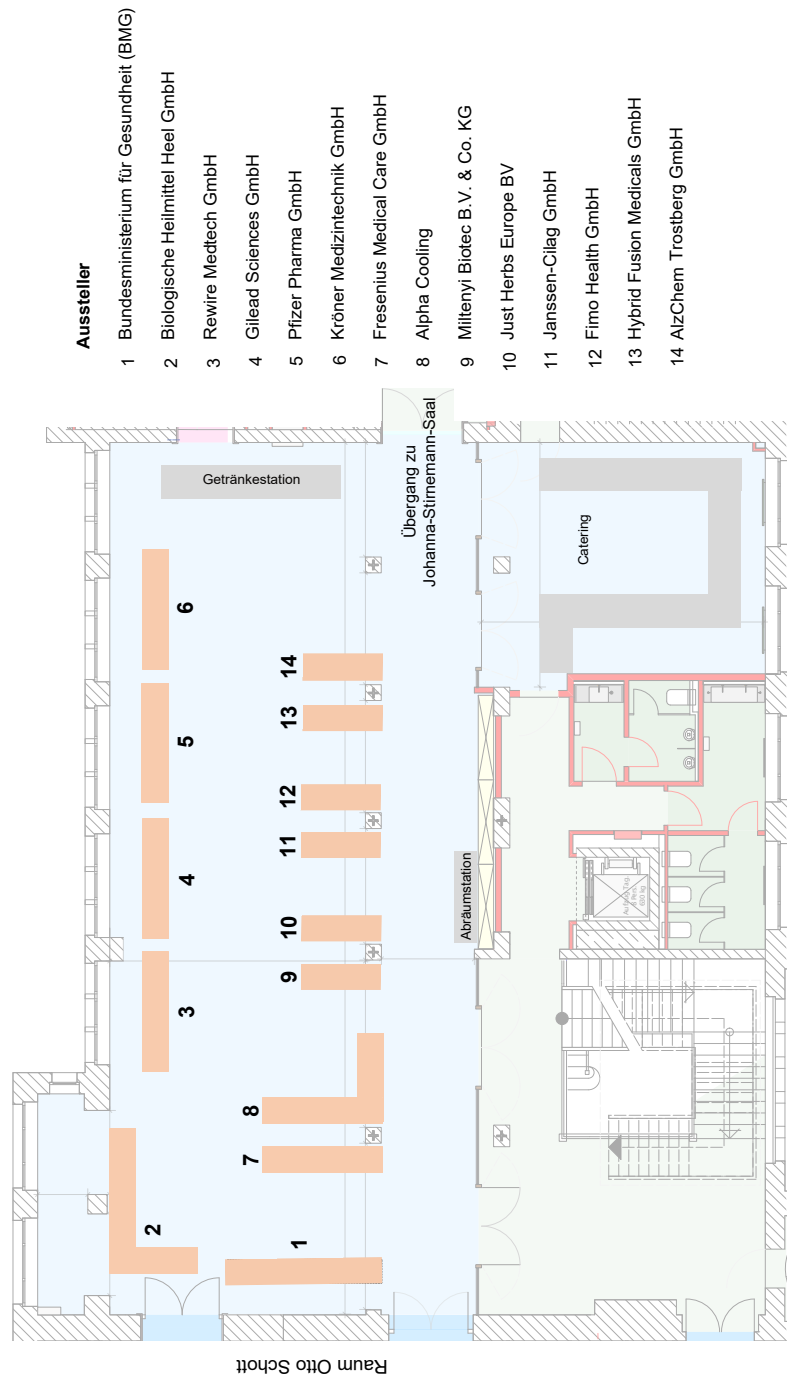 Aussteller
1 Bundesministerium für Gesundheit (BMG)
2 Biologische Heilmittel Heel GmbH
3 Rewire Medtech GmbH
4 Gilead Sciences GmbH
5 Pfizer Pharma GmbH
6 Kröner Medizintechnik GmbH
7 Fresenius Medical Care GmbH
8 Alpha Cooling
9 Miltenyi Biotec B.V. & Co. KG
10 Just Herbs Europe BV
11 Janssen-Cilag GmbH
12 Fimo Health GmbH
13 Hybrid Fusion Medicals GmbH
14 AlzChem Trostberg GmbH
Getränkestation
Übergang zu
Johanna-Stirnemann-Saal
Catering
6
14
13
5
12
11
4
10
9
3
8
7
2
1
Abräumstation
8 Pers.
630 kg
Raum Otto Schott